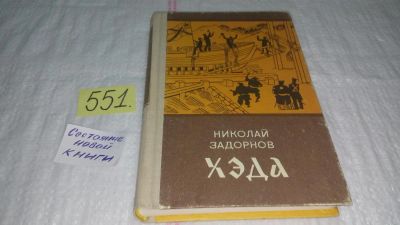 551.
Состояние
новой
книги
НИКОЛАЙ
ЗАДОРНОВ
ХЭДА